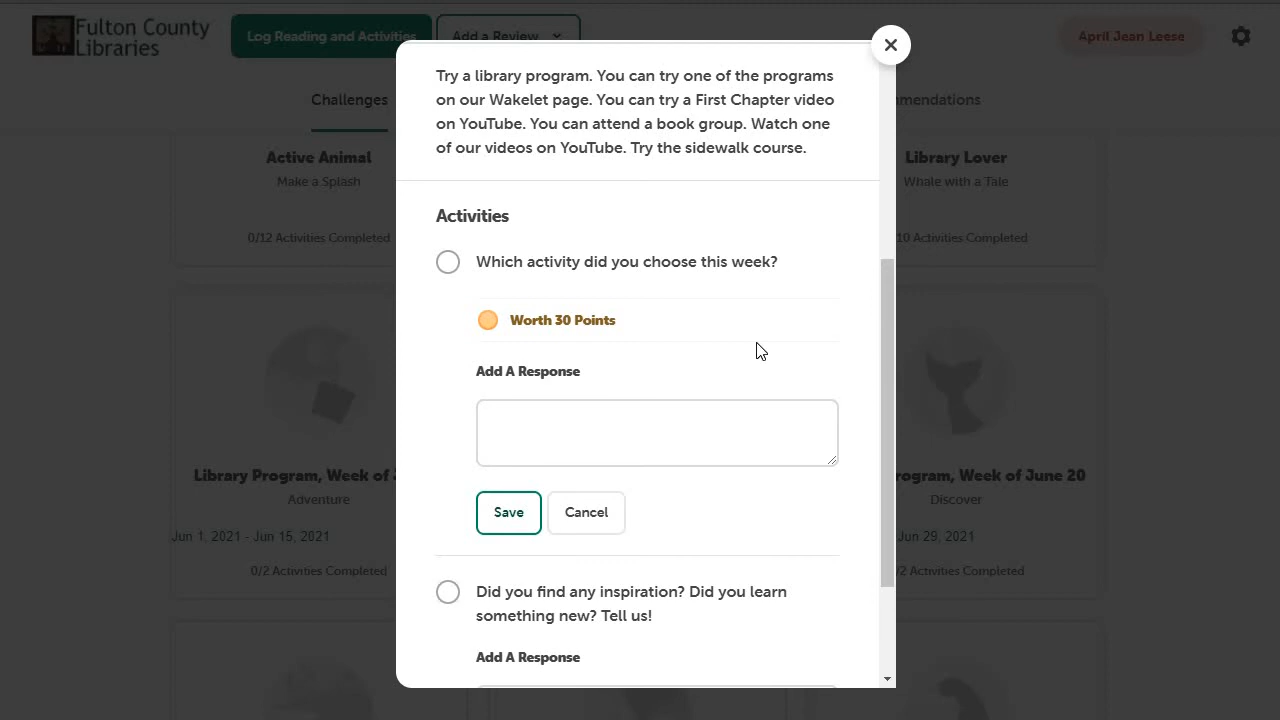 Fulton County
Libraries
Log Reading and Activities
Add a Review
April Jean Leese
Challenges
mmendations
Try a library program. You can try one of the programs
on our Wakelet page. You can try a First Chapter video
on YouTube. You can attend a book group. Watch one
of our videos on YouTube. Try the sidewalk course.
Activities
Which activity did you choose this week?
Worth 30 Points
Add A Response
Save
Cancel
Did you find any inspiration? Did you learn
something new? Tell us!
Add A Response
Active Animal
Make a Splash
0/12 Activities Completed
Library Lover
Whale with a Tale
10 Activities Completed
Library Program, Week of
Adventure
Jun 1, 2021 - Jun 15, 2021
0/2 Activities Completed
rogram, Week of June 20
Discover
Jun 29, 2021
/2 Activities Completed